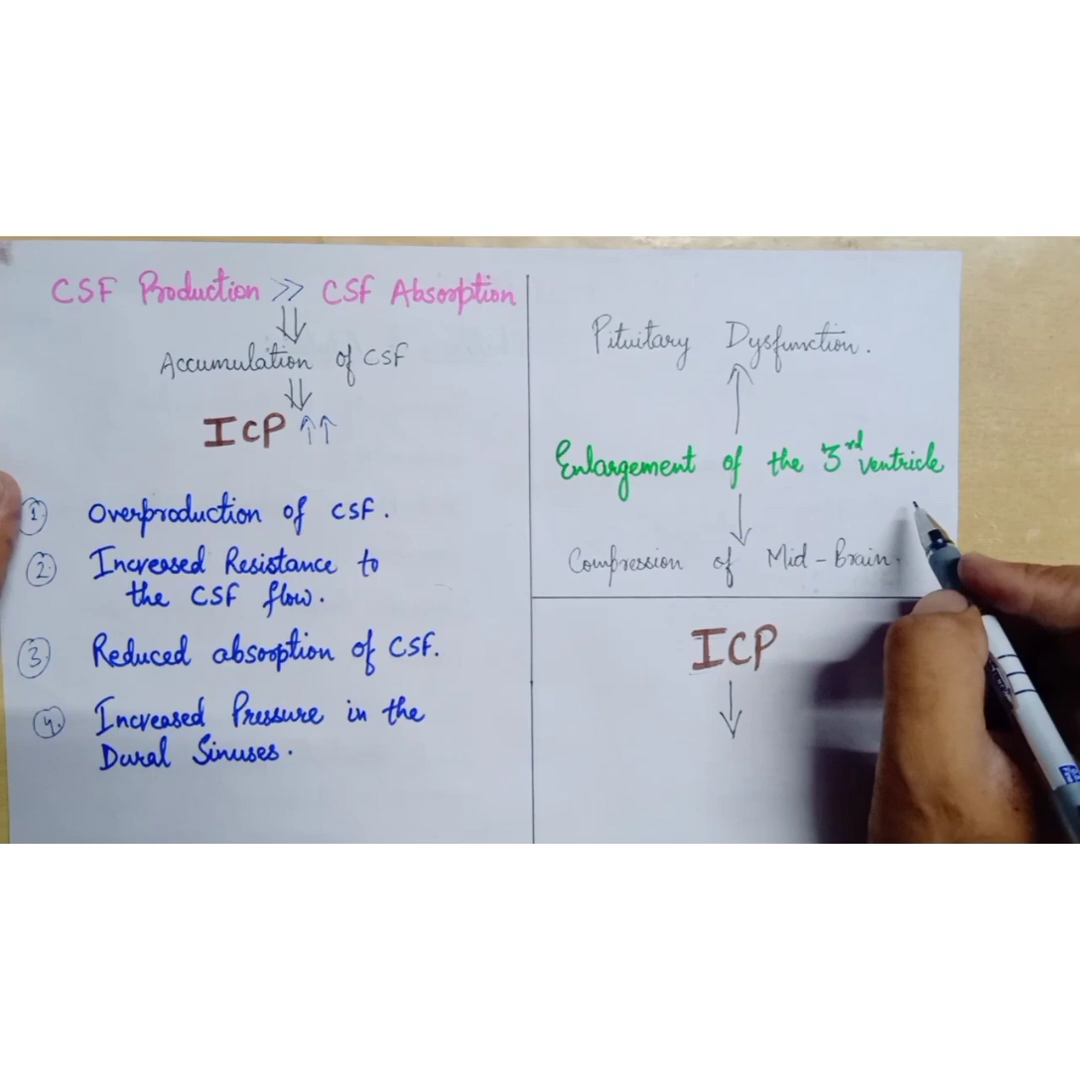 CSF Production >> CSF Absorption
⇓
Accumulation of CSF
⇓
ICP ↑↑
1. Overproduction of CSF.
2. Increased Resistance to
the CSF flow.
3. Reduced absorption of CSF.
4. Increased Pressure in the
Dural Sinuses.
Pituitary Dysfunction.
↑
Enlargement of the 3rd ventricle
↓
Compression of Mid-Brain.
ICP
↓